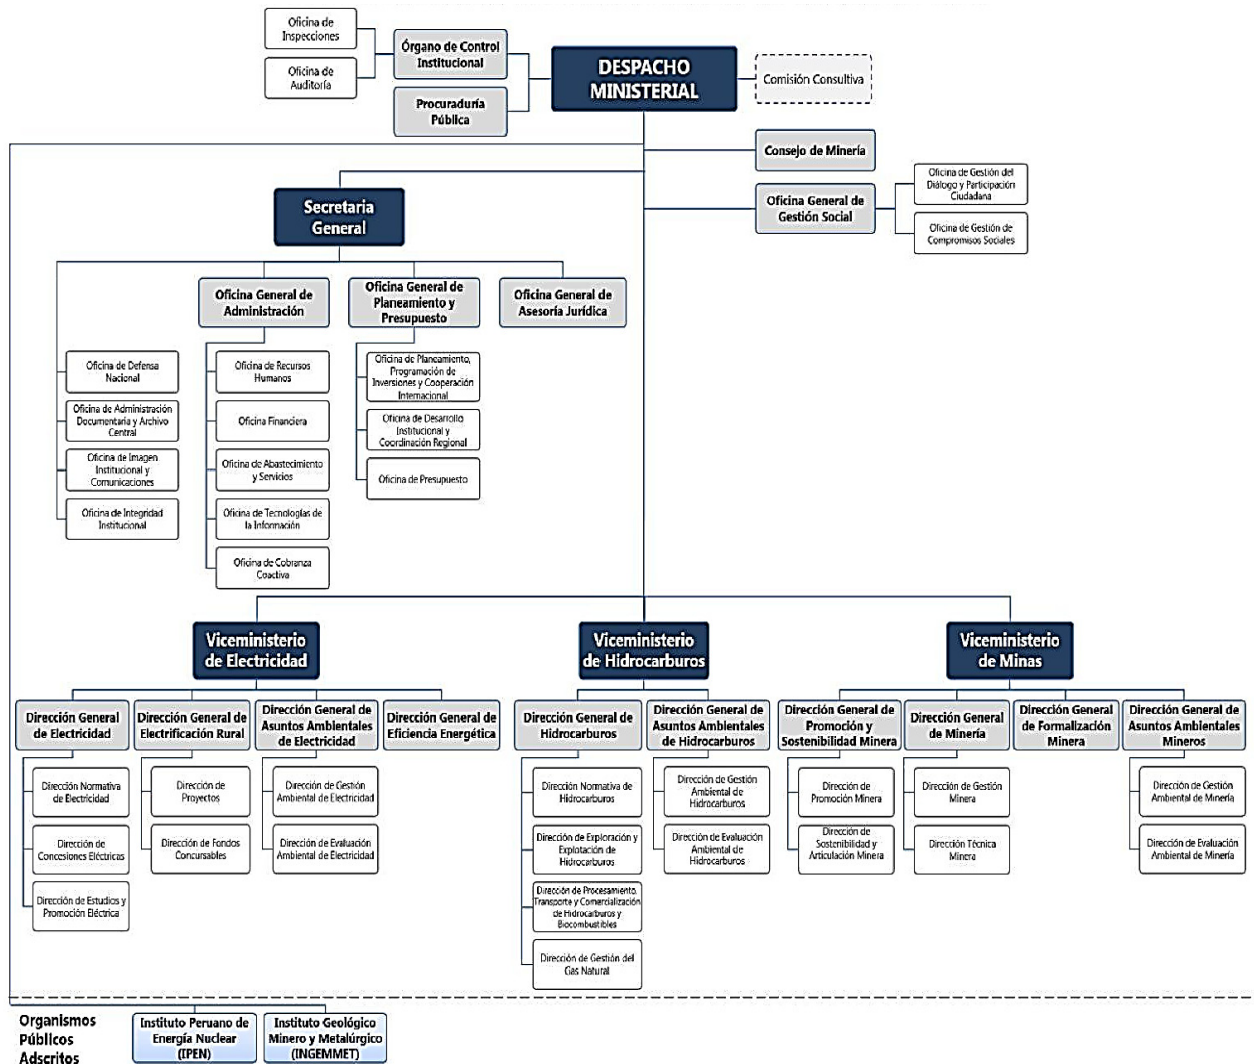 Oficina de
Inspecciones
Oficina de
Auditoría
Órgano de Control
Institucional
Procuraduría
Pública
DESPACHO
MINISTERIAL
Comisión Consultiva
Consejo de Minería
Oficina General de
Gestión Social
Oficina de Gestión del
Diálogo y Participación
Ciudadana
Oficina de Gestión de
Compromisos Sociales
Secretaria
General
Oficina General de
Administración
Oficina General de
Planeamiento y
Presupuesto
Oficina General de
Asesoría Jurídica
Oficina de Defensa
Nacional
Oficina de Administración
Documentaria y Archivo
Central
Oficina de Imagen
Institucional y
Comunicaciones
Oficina de Integridad
Institucional
Oficina de Recursos
Humanos
Oficina Financiera
Oficina de Abastecimiento
y Servicios
Oficina de Tecnologías de
la Información
Oficina de Cobranza
Coactiva
Oficina de Planeamiento,
Programación de
Inversiones y Cooperación
Internacional
Oficina de Desarrollo
Institucional y
Coordinación Regional
Oficina de Presupuesto
Viceministerio
de Electricidad
Viceministerio
de Hidrocarburos
Viceministerio
de Minas
Dirección General
de Electricidad
Dirección General de
Electrificación Rural
Dirección General de
Asuntos Ambientales
de Electricidad
Dirección General de
Eficiencia Energética
Dirección General de
Hidrocarburos
Dirección General de
Asuntos Ambientales
de Hidrocarburos
Dirección General de
Promoción y
Sostenibilidad Minera
Dirección General
de Minería
Dirección General
de Formalización
Minera
Dirección General de
Asuntos Ambientales
Mineros
Dirección Normativa
de Electricidad
Dirección de
Concesiones Eléctricas
Dirección de Estudios y
Promoción Eléctrica
Dirección de
Proyectos
Dirección de Fondos
Concursables
Dirección de Gestión
Ambiental de Electricidad
Dirección de Evaluación
Ambiental de Electricidad
Dirección Normativa de
Hidrocarburos
Dirección de Exploración y
Explotación de
Hidrocarburos
Dirección de Procesamiento,
Transporte y Comercialización
de Hidrocarburos y
Biocombustibles
Dirección de Gestión del
Gas Natural
Dirección de Gestión
Ambiental de
Hidrocarburos
Dirección de Evaluación
Ambiental de
Hidrocarburos
Dirección de
Promoción Minera
Dirección de
Sostenibilidad y
Articulación Minera
Dirección de Gestión
Minera
Dirección Técnica
Minera
Dirección de Gestión
Ambiental de Minería
Dirección de Evaluación
Ambiental de Minería
Organismos
Públicos
Adscritos
Instituto Peruano de
Energía Nuclear
(IPEN)
Instituto Geológico
Minero y Metalúrgico
(INGEMMET)